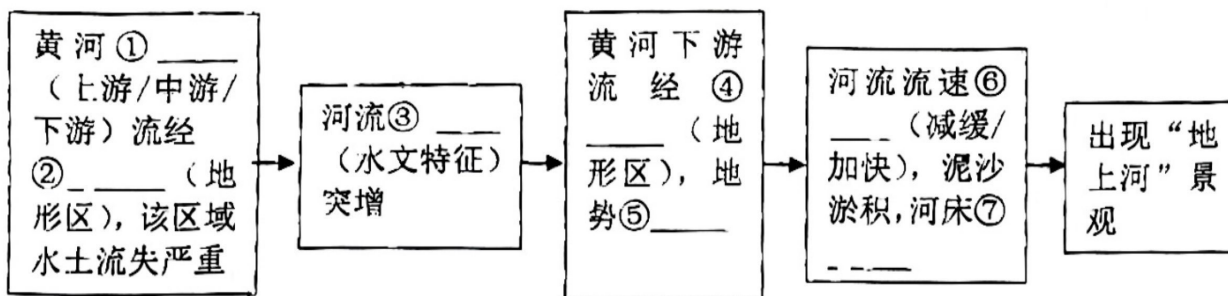 黄河①____
（上游/中游/
下游）流经
②______（地
形区），该区域
水土流失严重
河流③____
（水文特征）
突增
黄河下游
流经④
____（地
形区），地
势⑤____
河流流速⑥
____（减缓/
加快），泥沙
淤积，河床⑦
____
出现“地
上河”景
观